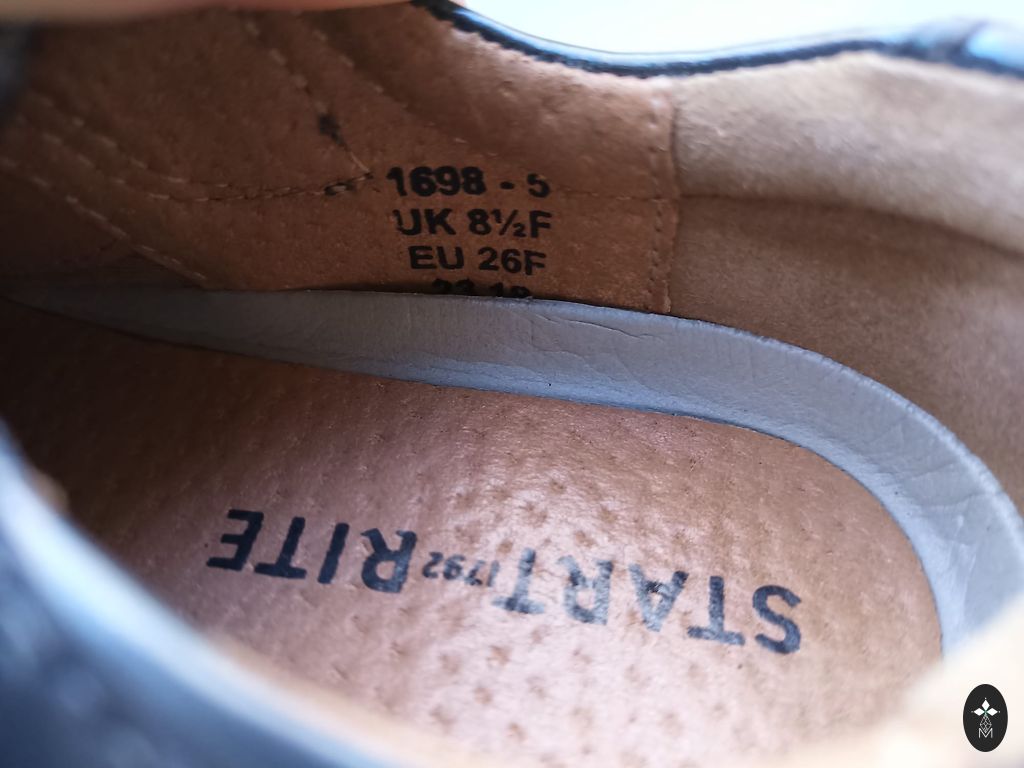 1698 - 5
UK 8½F
EU 26F
START 1792 RITE
M